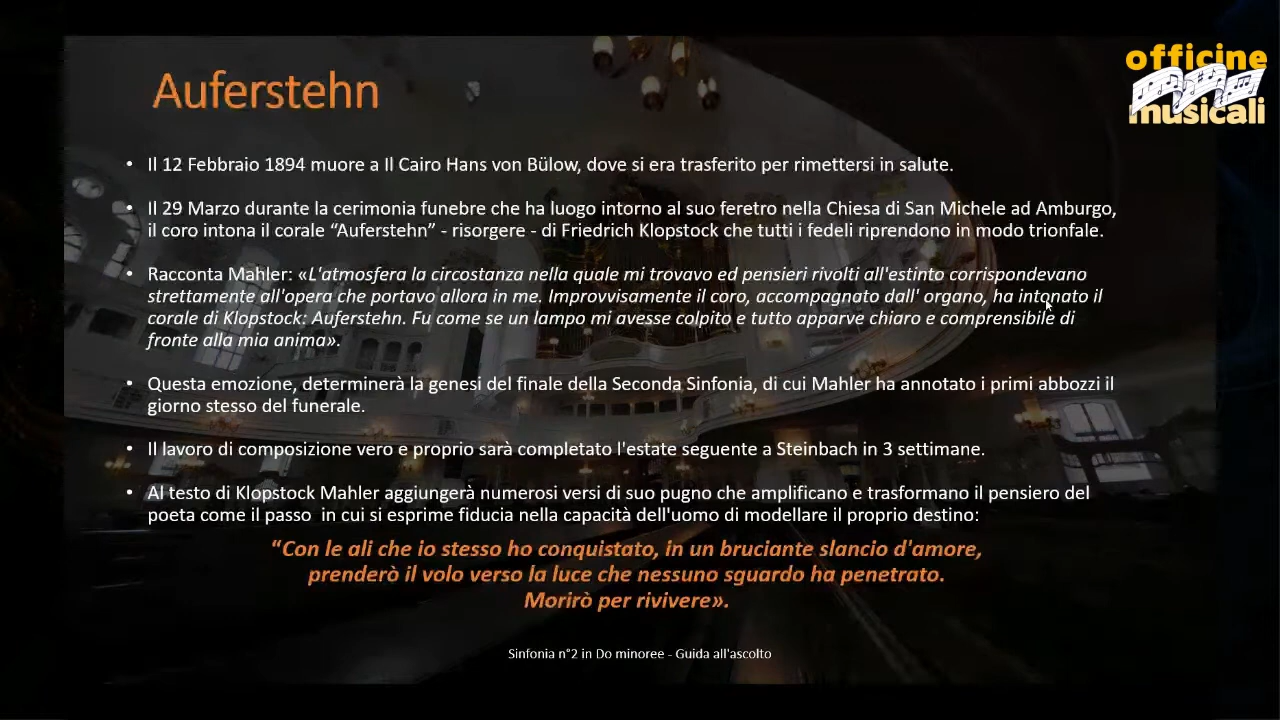 officine
musicali
Auferstehn
• Il 12 Febbraio 1894 muore a Il Cairo Hans von Bülow, dove si era trasferito per rimettersi in salute.
• Il 29 Marzo durante la cerimonia funebre che ha luogo intorno al suo feretro nella Chiesa di San Michele ad Amburgo,
il coro intona il corale “Auferstehn” - risorgere - di Friedrich Klopstock che tutti i fedeli riprendono in modo trionfale.
• Racconta Mahler: «L'atmosfera la circostanza nella quale mi trovavo ed pensieri rivolti all'estinto corrispondevano
strettamente all'opera che portavo allora in me. Improvvisamente il coro, accompagnato dall' organo, ha intonato il
corale di Klopstock: Auferstehn. Fu come se un lampo mi avesse colpito e tutto apparve chiaro e comprensibile di
fronte alla mia anima».
• Questa emozione, determinerà la genesi del finale della Seconda Sinfonia, di cui Mahler ha annotato i primi abbozzi il
giorno stesso del funerale.
• Il lavoro di composizione vero e proprio sarà completato l'estate seguente a Steinbach in 3 settimane.
• Al testo di Klopstock Mahler aggiungerà numerosi versi di suo pugno che amplificano e trasformano il pensiero del
poeta come il passo in cui si esprime fiducia nella capacità dell'uomo di modellare il proprio destino:
“Con le ali che io stesso ho conquistato, in un bruciante slancio d'amore,
prenderò il volo verso la luce che nessuno sguardo ha penetrato.
Morirò per rivivere».
Sinfonia n°2 in Do minoree - Guida all'ascolto